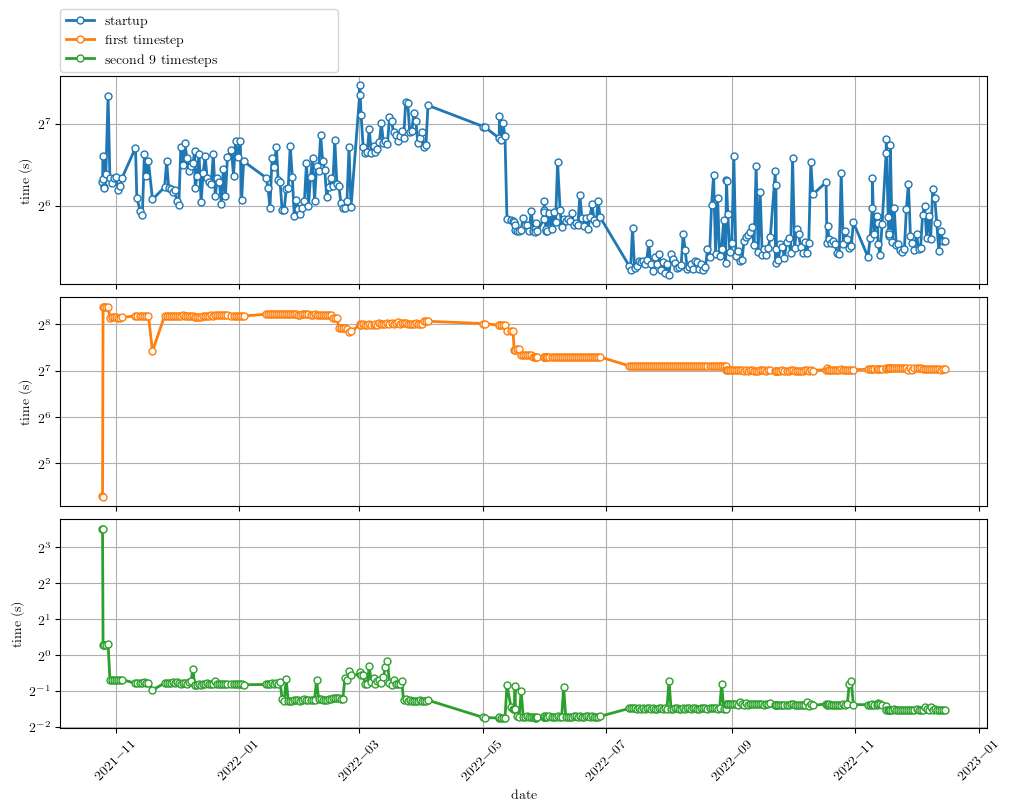 startup
first timestep
second 9 timesteps
2^7
2^6
time (s)
2^8
2^7
2^6
2^5
time (s)
2^3
2^2
2^1
2^0
2^−1
2^−2
time (s)
2021−11
2022−01
2022−03
2022−05
2022−07
2022−09
2022−11
2023−01
date